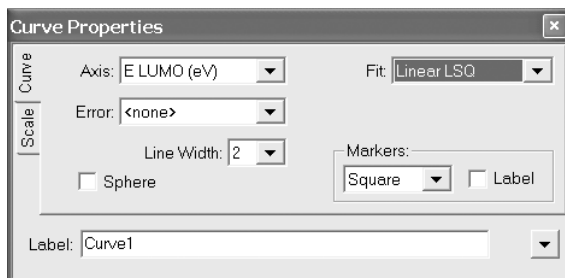 Curve Properties
Curve
Scale
Axis: E LUMO (eV)
Fit: Linear LSQ
Error: <none>
Line Width: 2
Sphere
Markers:
Square
Label
Label: Curve1